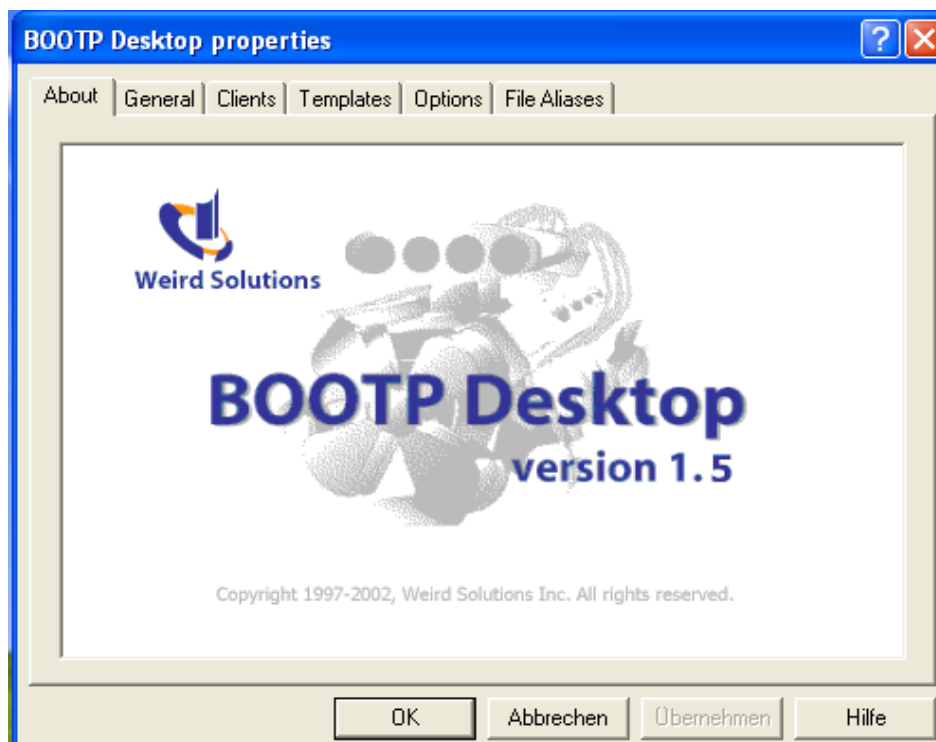 BOOTP Desktop properties
About General Clients Templates Options File Aliases
Weird Solutions
BOOTP Desktop
version 1.5
Copyright 1997-2002, Weird Solutions Inc. All rights reserved.
OK Abbrechen Übernehmen Hilfe